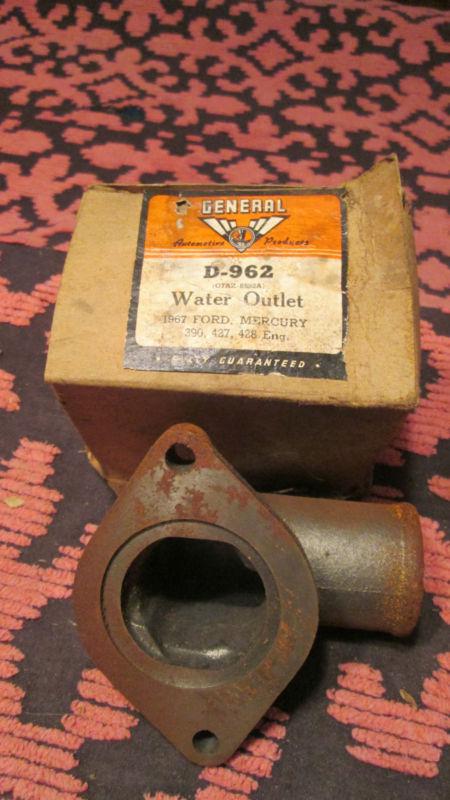 GENERAL
Automotive Products
D-962
Water Outlet
1967 FORD, MERCURY
390, 427, 428 Eng.
GUARANTEED